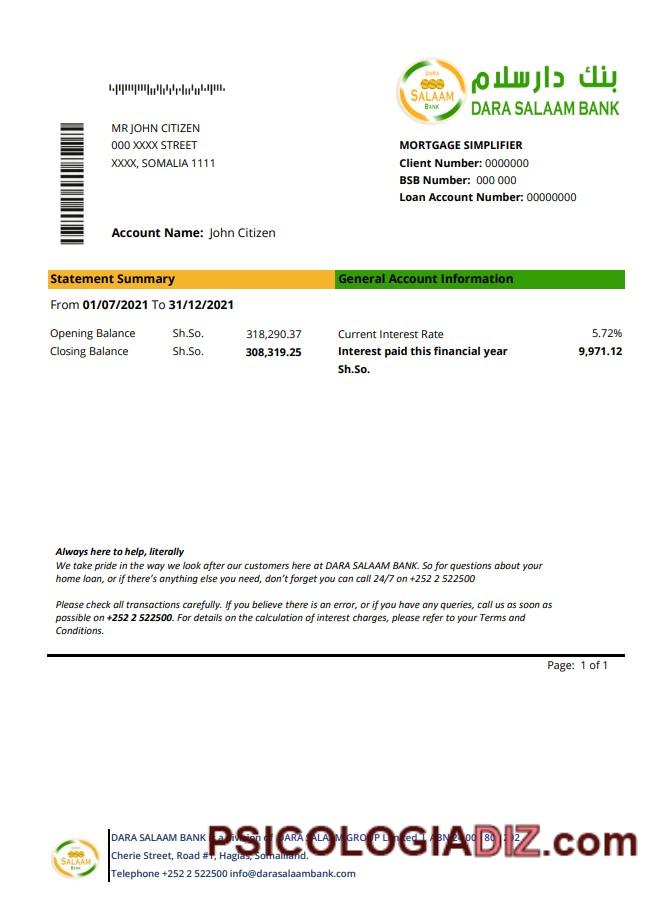 بنك دارسلام
DARA SALAAM BANK
DARA
SALAAM
BANK
MR JOHN CITIZEN
000 XXXX STREET
XXXX, SOMALIA 1111
MORTGAGE SIMPLIFIER
Client Number: 0000000
BSB Number: 000 000
Loan Account Number: 00000000
Account Name: John Citizen
Statement Summary
General Account Information
From 01/07/2021 To 31/12/2021
Opening Balance Sh.So. 318,290.37
Closing Balance Sh.So. 308,319.25
Current Interest Rate 5.72%
Interest paid this financial year 9,971.12
Sh.So.
Always here to help, literally
We take pride in the way we look after our customers here at DARA SALAAM BANK. So for questions about your
home loan, or if there’s anything else you need, don’t forget you can call 24/7 on +252 2 522500
Please check all transactions carefully. If you believe there is an error, or if you have any queries, call us as soon as
possible on +252 2 522500. For details on the calculation of interest charges, please refer to your Terms and
Conditions.
Page: 1 of 1
SALAAM
BANK
DARA SALAAM BANK is a division of DARA SALAAM GROUP Limited | ABN
Cherie Street, Road #1, Haglas, Somaliland.
Telephone +252 2 522500 info@darasalaambank.com
PSICOLOGIADIZ.com